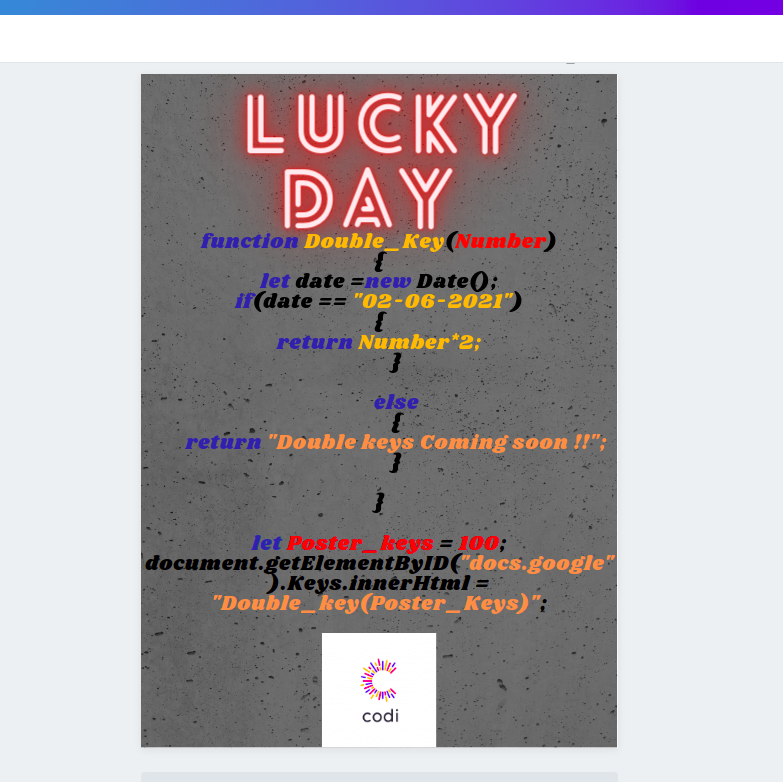 LUCKY
DAY
function Double_Key(Number)
{
let date =new Date();
if(date == "02-06-2021")
{
return Number*2;
}
else
{
return "Double keys Coming soon !!";
}
}
let Poster_keys = 100;
document.getElementByID("docs.google"
).Keys.innerHtml =
"Double_key(Poster_Keys)";
codi